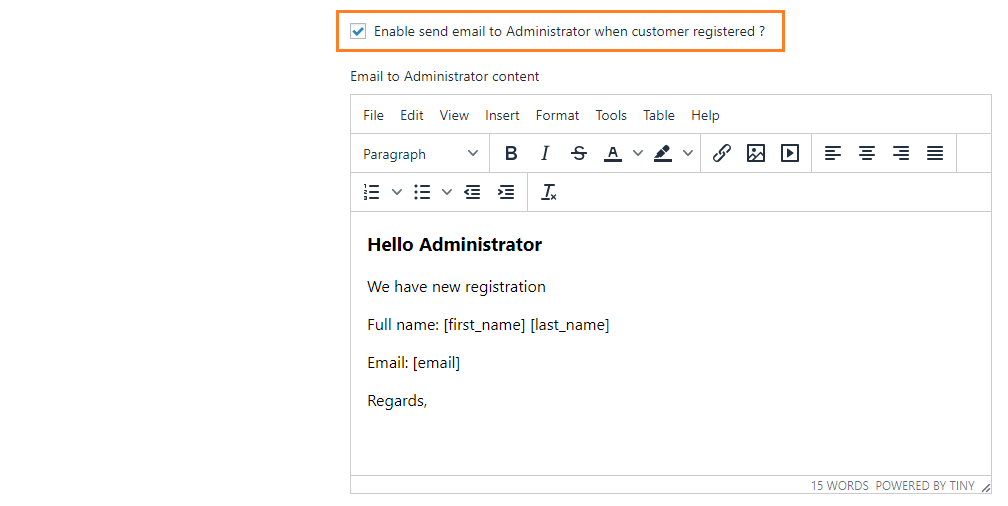 Enable send email to Administrator when customer registered ?
Email to Administrator content
File Edit View Insert Format Tools Table Help
Paragraph B I S A
Hello Administrator
We have new registration
Full name: [first_name] [last_name]
Email: [email]
Regards,
15 WORDS POWERED BY TINY